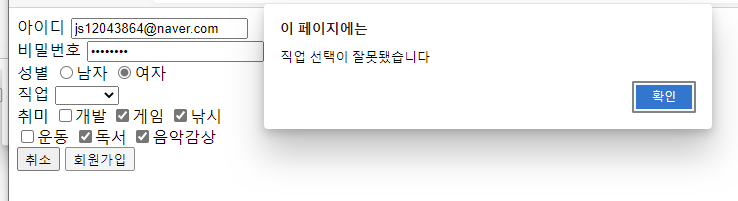 아이디 js12043864@naver.com
비밀번호 ••••••••
성별 남자 여자
직업
취미 개발 게임 낚시
운동 독서 음악감상
취소 회원가입
이 페이지에는
직업 선택이 잘못됐습니다
확인